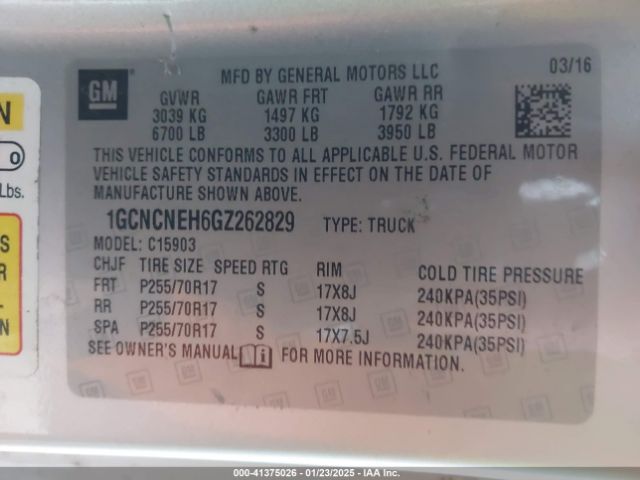 GM
MFD BY GENERAL MOTORS LLC
03/16
GVWR GAWR FRT GAWR RR
3039 KG 1497 KG 1792 KG
6700 LB 3300 LB 3950 LB
THIS VEHICLE CONFORMS TO ALL APPLICABLE U.S. FEDERAL MOTOR
VEHICLE SAFETY STANDARDS IN EFFECT ON THE DATE OF
MANUFACTURE SHOWN ABOVE.
1GCNCNEH6GZ262829 TYPE: TRUCK
MODEL: C15903
CHJF TIRE SIZE SPEED RTG RIM COLD TIRE PRESSURE
FRT P255/70R17 S 17X8J 240KPA(35PSI)
RR P255/70R17 S 17X8J 240KPA(35PSI)
SPA P255/70R17 S 17X7.5J 240KPA(35PSI)
SEE OWNER'S MANUAL FOR MORE INFORMATION.
N
0
Lbs.
S
R
-
N
000-41375026 - 01/23/2025 - IAA Inc.